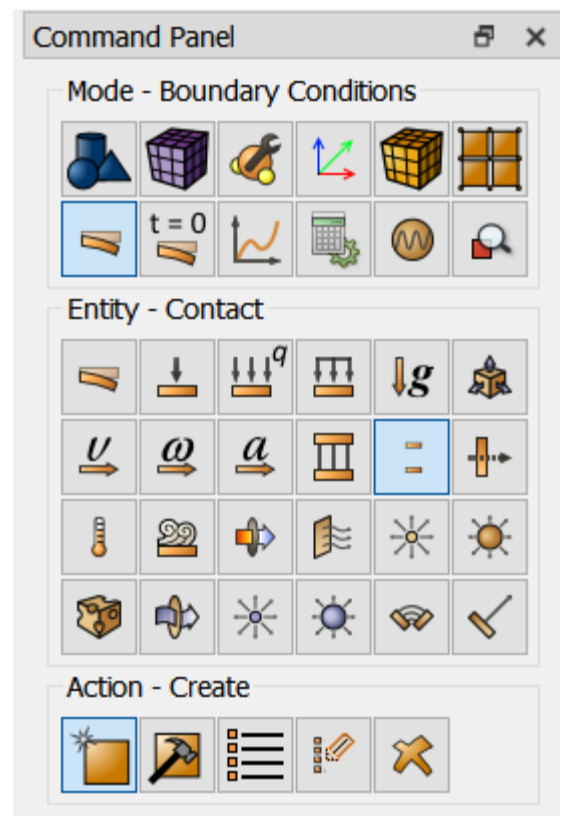 Command Panel
Mode - Boundary Conditions
t = 0
Entity - Contact
q
g
υ ω a
Action - Create